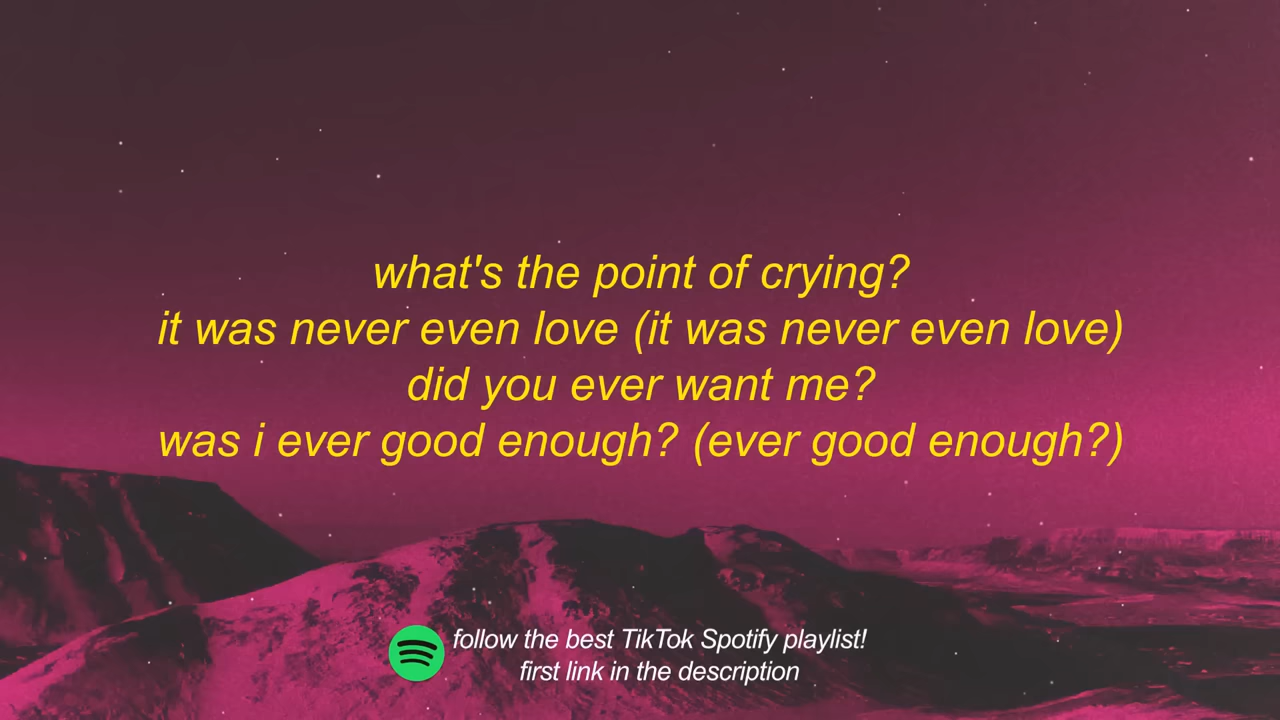 what's the point of crying?
it was never even love (it was never even love)
did you ever want me?
was i ever good enough? (ever good enough?)
follow the best TikTok Spotify playlist!
first link in the description